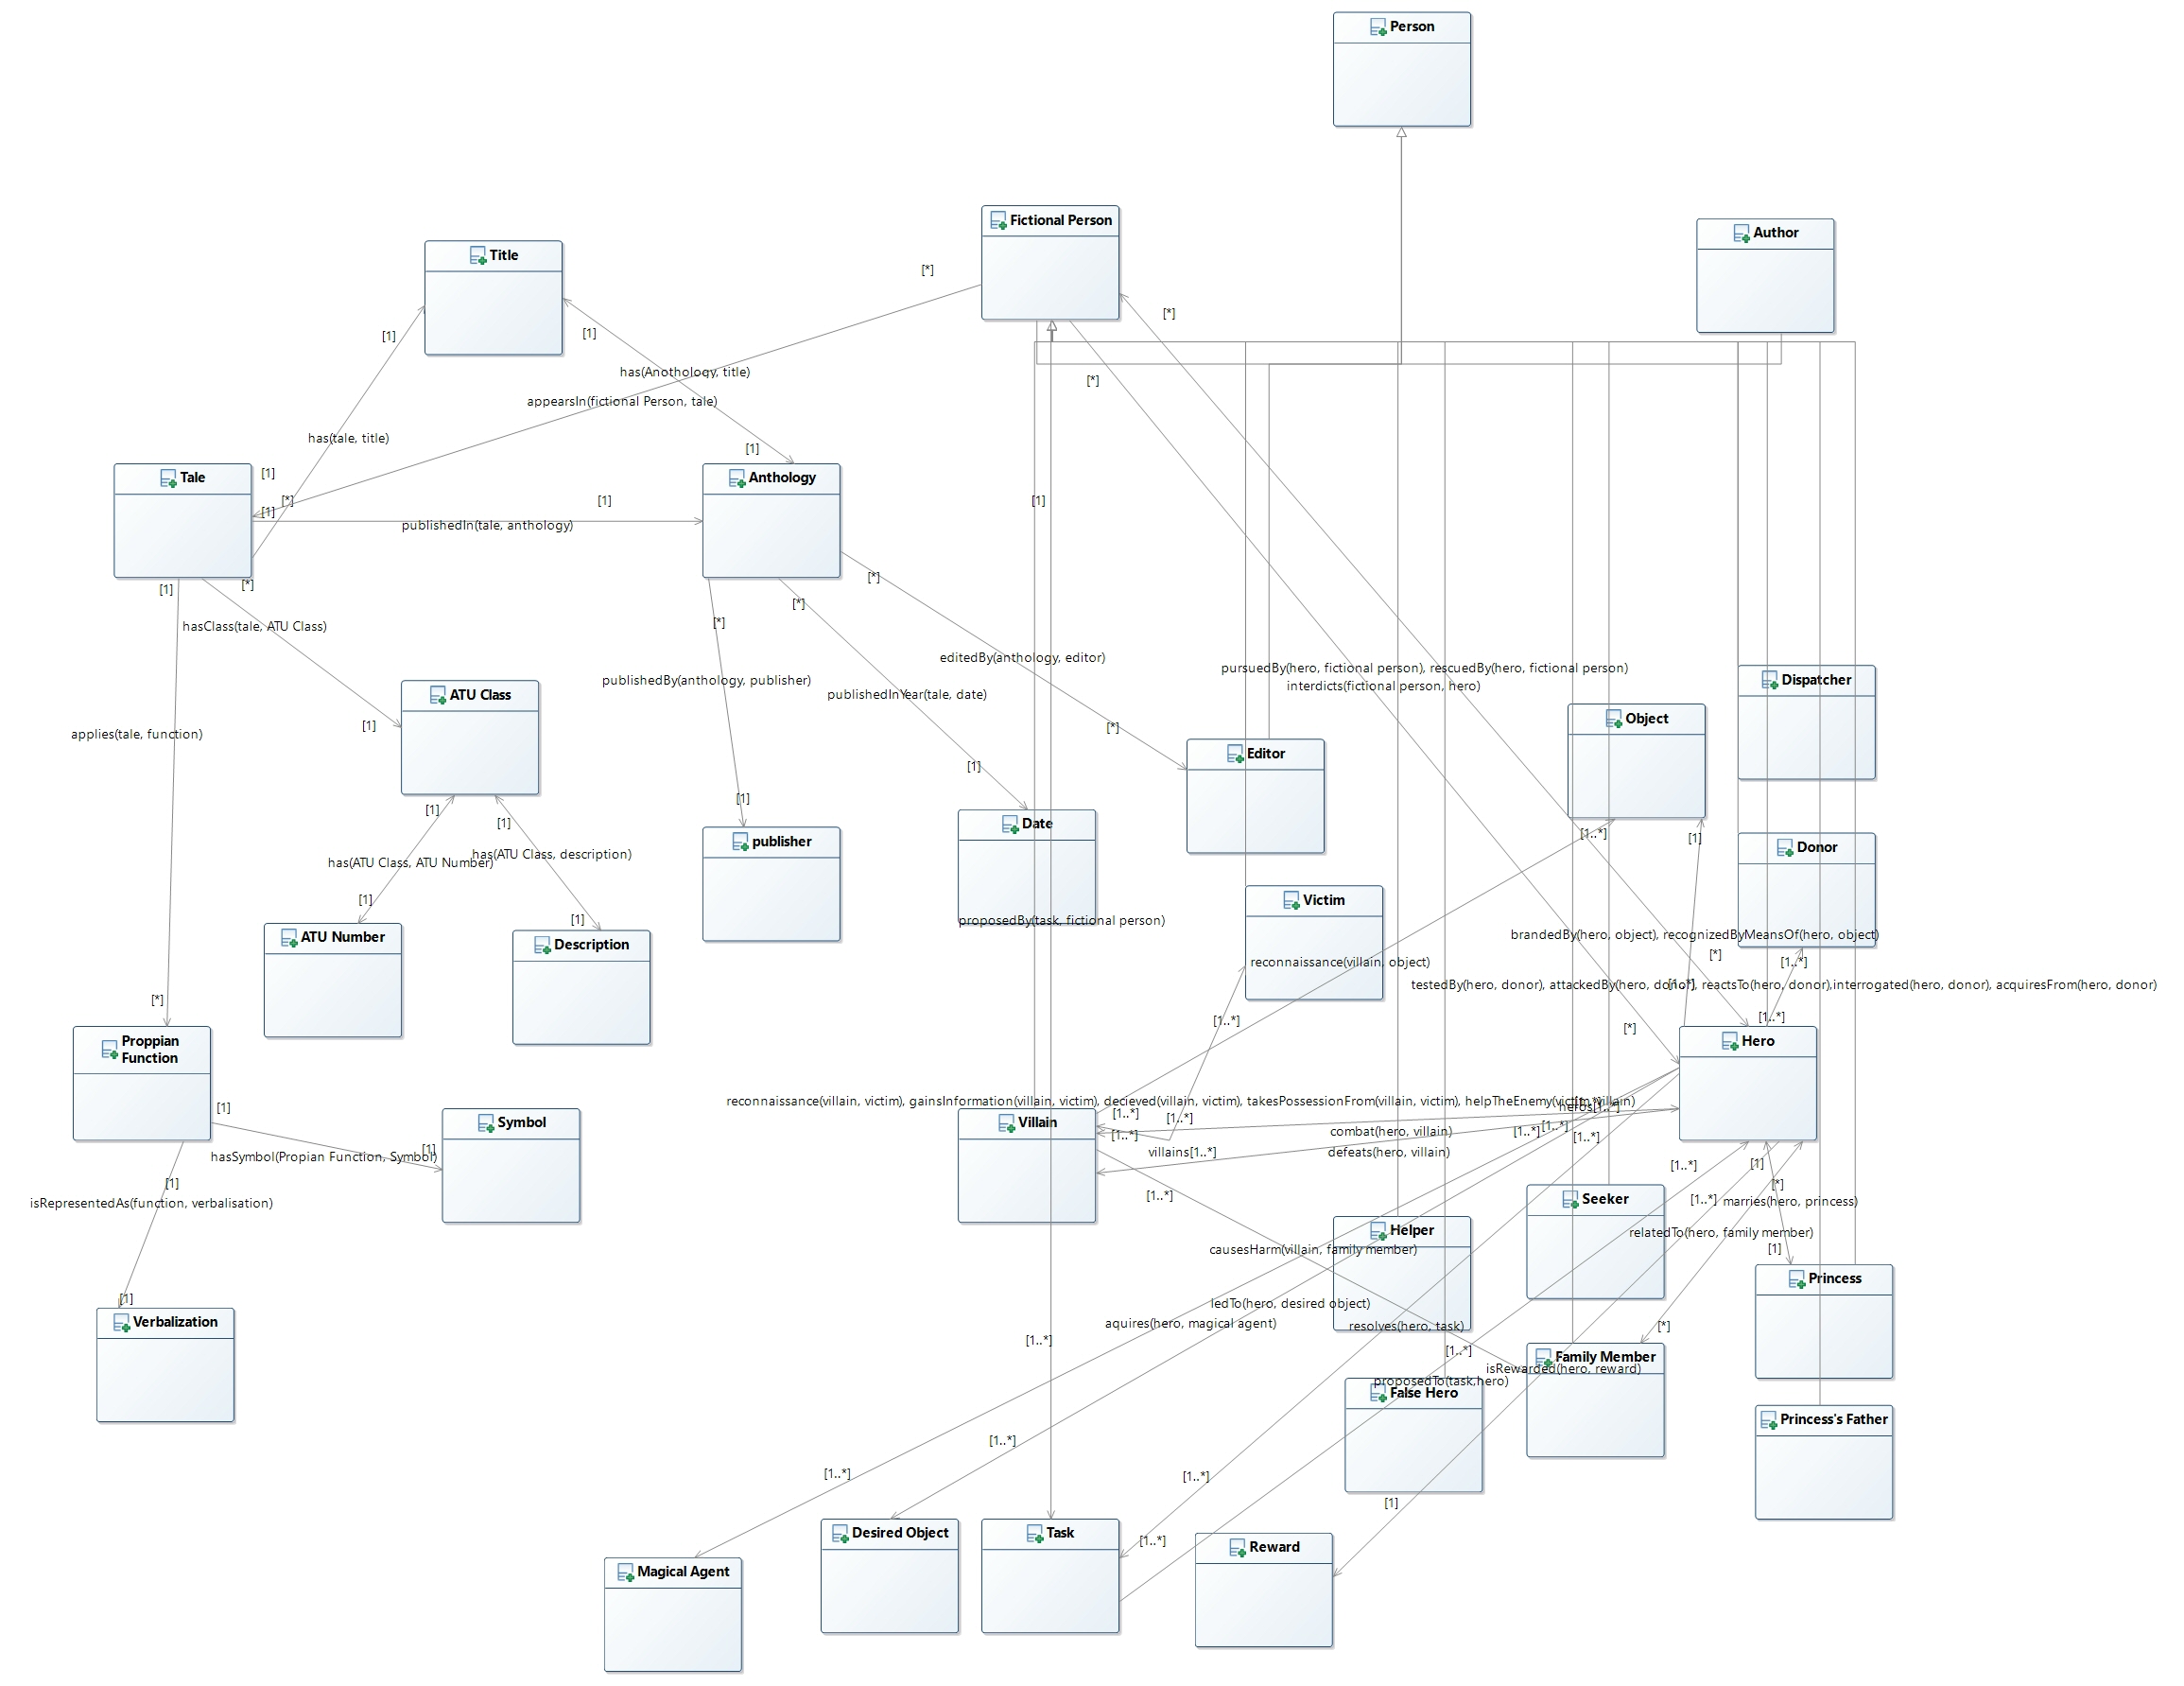 Person
Fictional Person
Author
Title
[*]
[*]
[1]
[1]
has(Anothology, title)
[*]
appearsIn(fictional Person, tale)
has(tale, title)
[1]
Tale
[1]
Anthology
[*]
[1]
[1]
[1]
publishedIn(tale, anthology)
[1]
[*]
[*]
[*]
[*]
hasClass(tale, ATU Class)
editedBy(anthology, editor)
pursuedBy(hero, fictional person), rescuedBy(hero, fictional person)
interdicts(fictional person, hero)
publishedBy(anthology, publisher)
publishedInYear(tale, date)
Dispatcher
ATU Class
Object
[1]
[*]
applies(tale, function)
Editor
[1]
[1]
[1]
[1]
Date
[1..*]
[1]
publisher
Donor
has(ATU Class, ATU Number)
has(ATU Class, description)
[1]
Victim
[1]
proposedBy(task, fictional person)
ATU Number
Description
brandedBy(hero, object), recognizedByMeansOf(hero, object)
[*]
reconnaissance(villain, object)
[1..*]
testedBy(hero, donor), attackedBy(hero, donor), reactsTo(hero, donor),interrogated(hero, donor), acquiresFrom(hero, donor)
[1..*]
[*]
[1..*]
[1..*]
[*]
Proppian
Function
Hero
reconnaissance(villain, victim), gainsInformation(villain, victim), decieved(villain, victim), takesPossessionFrom(villain, victim), helpTheEnemy(victim, villain)
[1..*]
heros[1..*]
[1]
[1..*]
[1..*]
Symbol
Villain
[1..*]
combat(hero, villain)
[1..*]
[1..*]
[1..*]
[1]
villains[1..*]
defeats(hero, villain)
hasSymbol(Propian Function, Symbol)
[1..*]
[1]
[1]
[*]
[1..*]
Seeker
[1..*]
marries(hero, princess)
isRepresentedAs(function, verbalisation)
Helper
relatedTo(hero, family member)
causesHarm(villain, family member)
[1]
Princess
[1]
ledTo(hero, desired object)
Verbalization
aquires(hero, magical agent)
resolves(hero, task)
[*]
[1..*]
[1..*]
Family Member
isRewarded(hero, reward)
proposedTo(task,hero)
False Hero
Princess's Father
[1..*]
[1..*]
[1..*]
[1]
Desired Object
Task
[1..*]
Reward
Magical Agent